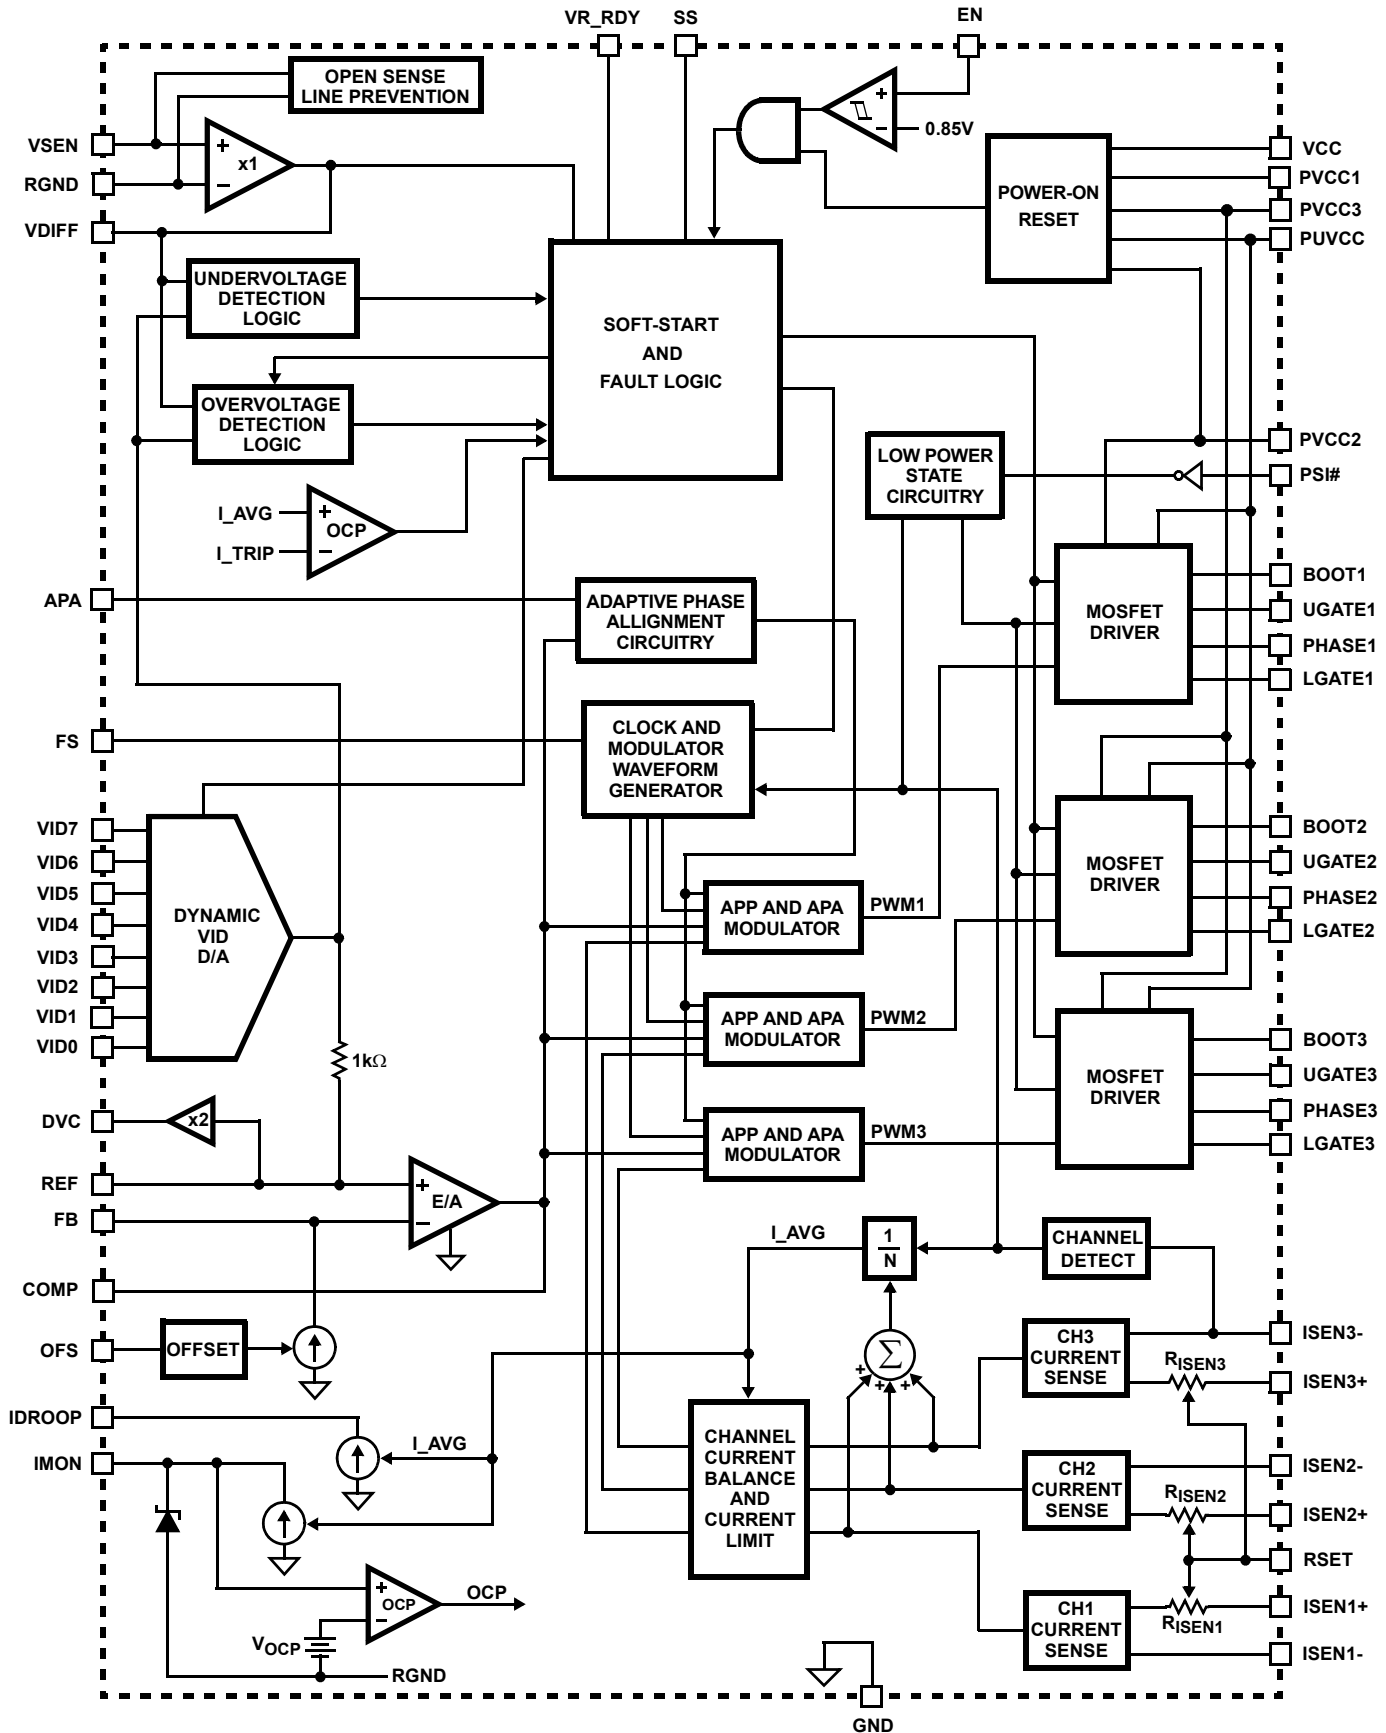 VR_RDY
SS
EN
OPEN SENSE
LINE PREVENTION
+
−
0.85V
VSEN
+
x1
−
RGND
VDIFF
POWER-ON
RESET
VCC
PVCC1
PVCC3
PUVCC
UNDERVOLTAGE
DETECTION
LOGIC
SOFT-START
AND
FAULT LOGIC
OVERVOLTAGE
DETECTION
LOGIC
LOW POWER
STATE
CIRCUITRY
PVCC2
PSI#
I_AVG
+
OCP
I_TRIP
−
APA
ADAPTIVE PHASE
ALLIGNMENT
CIRCUITRY
MOSFET
DRIVER
BOOT1
UGATE1
PHASE1
LGATE1
FS
CLOCK AND
MODULATOR
WAVEFORM
GENERATOR
VID7
VID6
VID5
VID4
VID3
VID2
VID1
VID0
DYNAMIC
VID
D/A
APP AND APA
MODULATOR
PWM1
MOSFET
DRIVER
BOOT2
UGATE2
PHASE2
LGATE2
APP AND APA
MODULATOR
PWM2
1kΩ
MOSFET
DRIVER
BOOT3
UGATE3
PHASE3
LGATE3
DVC
x2
APP AND APA
MODULATOR
PWM3
REF
+
E/A
−
FB
I_AVG
1
N
CHANNEL
DETECT
COMP
OFS
OFFSET
Σ
+
+
+
CH3
CURRENT
SENSE
ISEN3-
RISEN3
ISEN3+
IDROOP
I_AVG
IMON
CHANNEL
CURRENT
BALANCE
AND
CURRENT
LIMIT
CH2
CURRENT
SENSE
ISEN2-
RISEN2
ISEN2+
RSET
+
OCP
−
OCP
VOCP
RGND
CH1
CURRENT
SENSE
RISEN1
ISEN1+
ISEN1-
GND